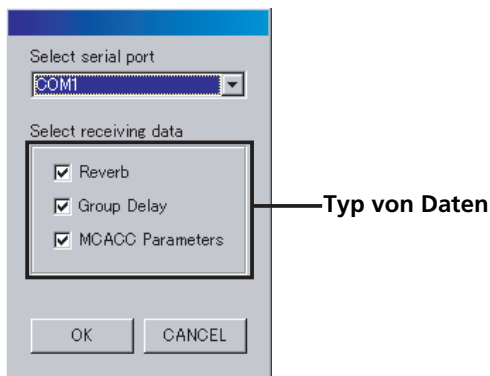 Select serial port
COM1
Select receiving data
Reverb
Group Delay
MCACC Parameters
Typ von Daten
OK
CANCEL